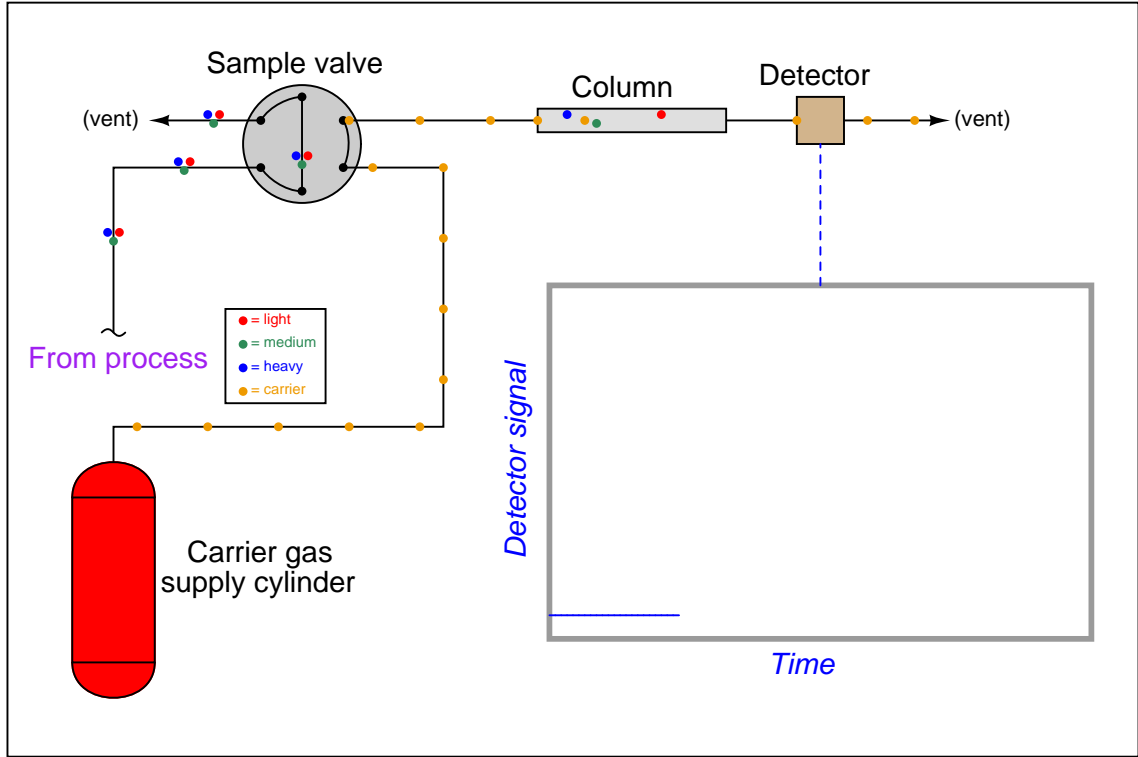 Sample valve
Column
Detector
(vent)
(vent)
From process
= light
= medium
= heavy
= carrier
Carrier gas
supply cylinder
Detector signal
Time